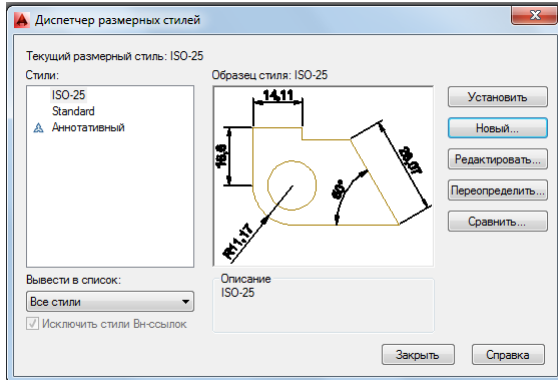 Диспетчер размерных стилей
Текущий размерный стиль: ISO-25
Стили:
ISO-25
Standard
Аннотативный
Вывести в список:
Все стили
Исключить стили Вн-ссылок
Образец стиля: ISO-25
14,11
16,6
28,07
60°
R11,17
Описание
ISO-25
Установить
Новый...
Редактировать...
Переопределить...
Сравнить...
Закрыть
Справка